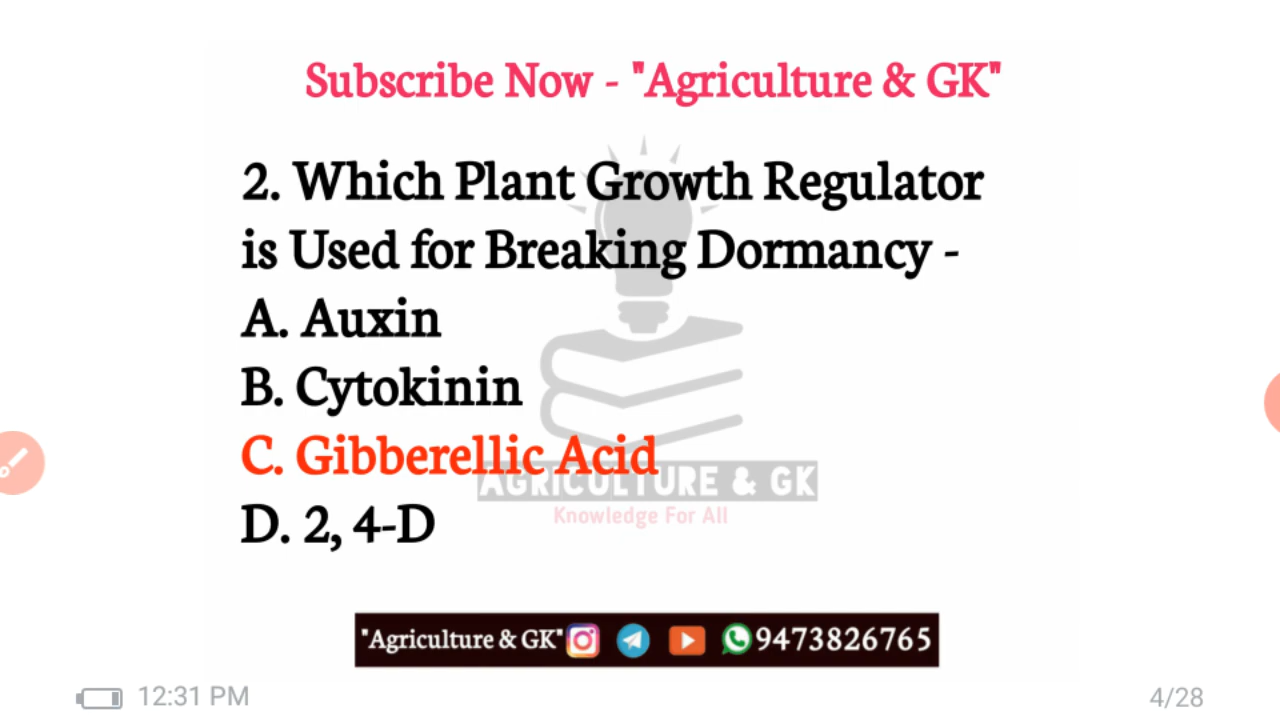 Subscribe Now - "Agriculture & GK"
2. Which Plant Growth Regulator
is Used for Breaking Dormancy -
A. Auxin
B. Cytokinin
C. Gibberellic Acid
AGRICULTURE & GK
Knowledge For All
D. 2, 4-D
"Agriculture & GK" 9473826765
12:31 PM
4/28